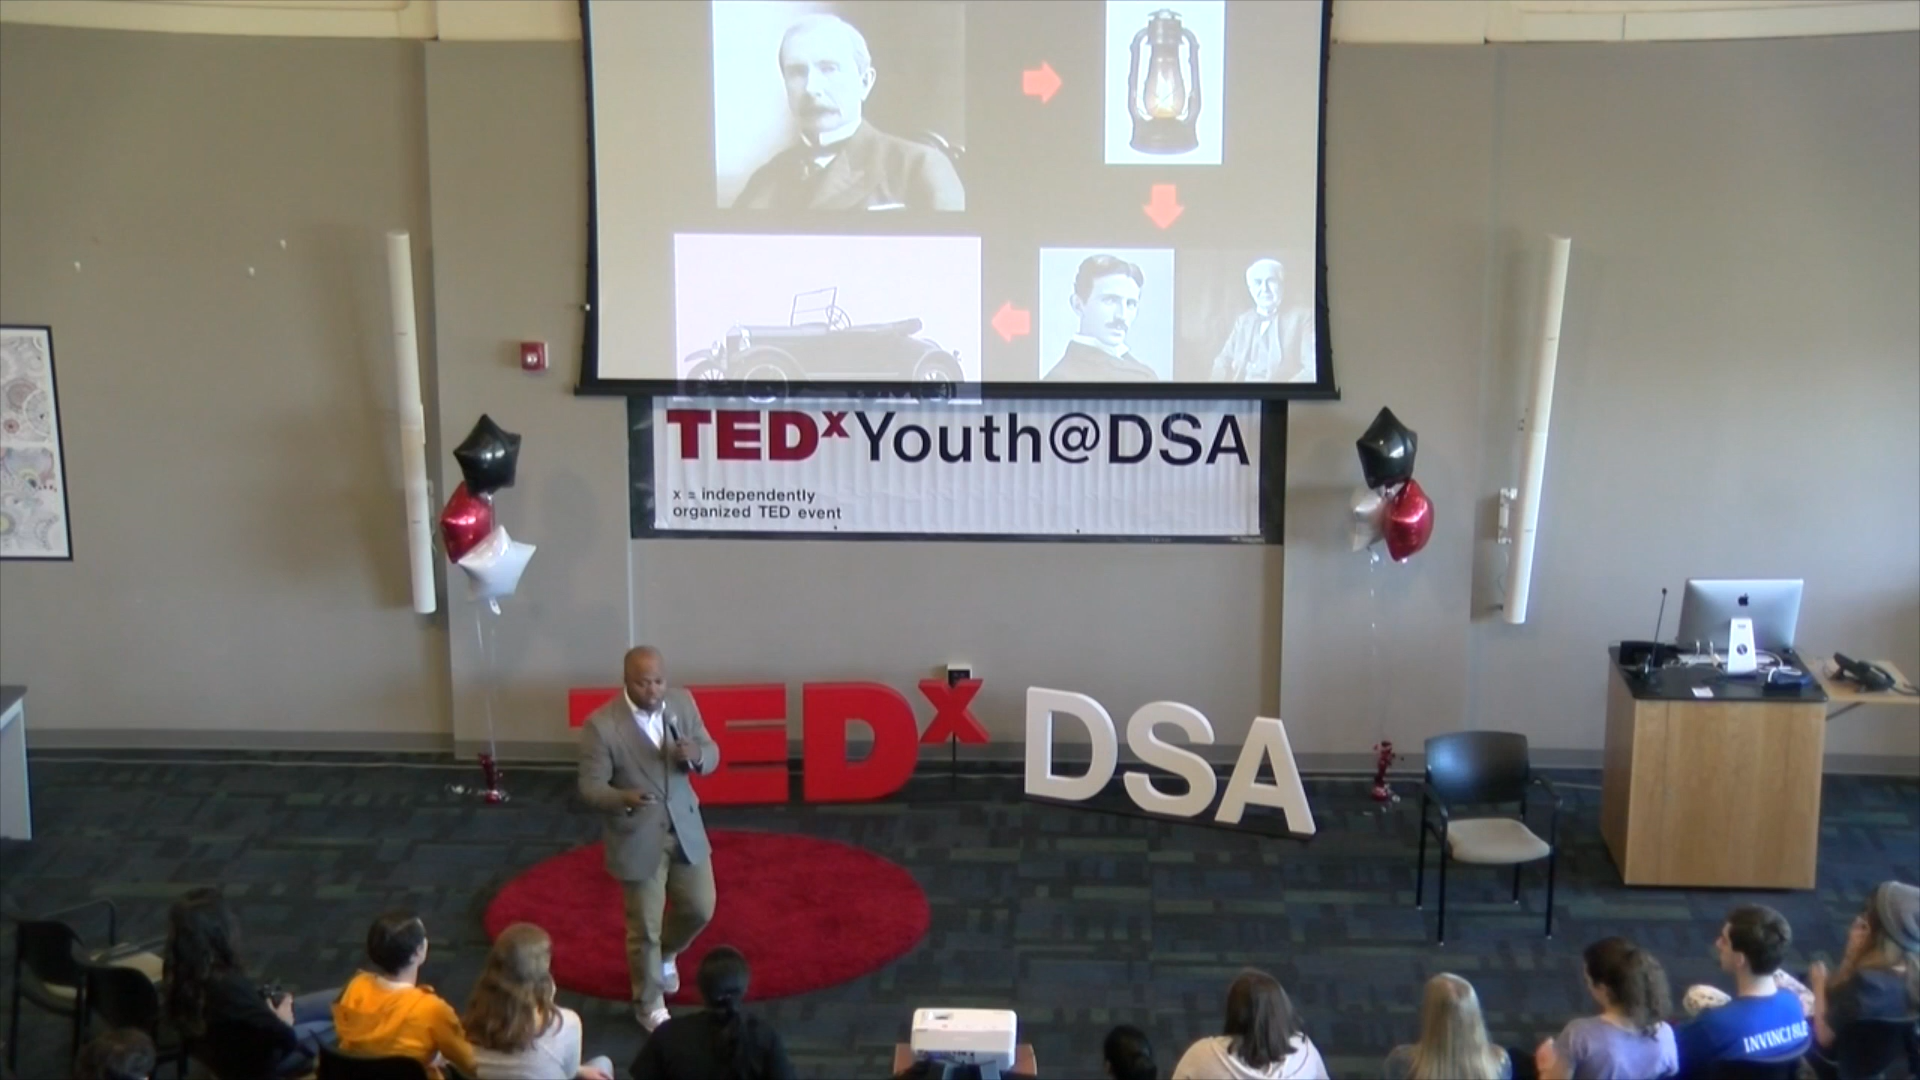 TEDxYouth@DSA
x = independently
organized TED event
TEDx DSA
INVINCIBLE